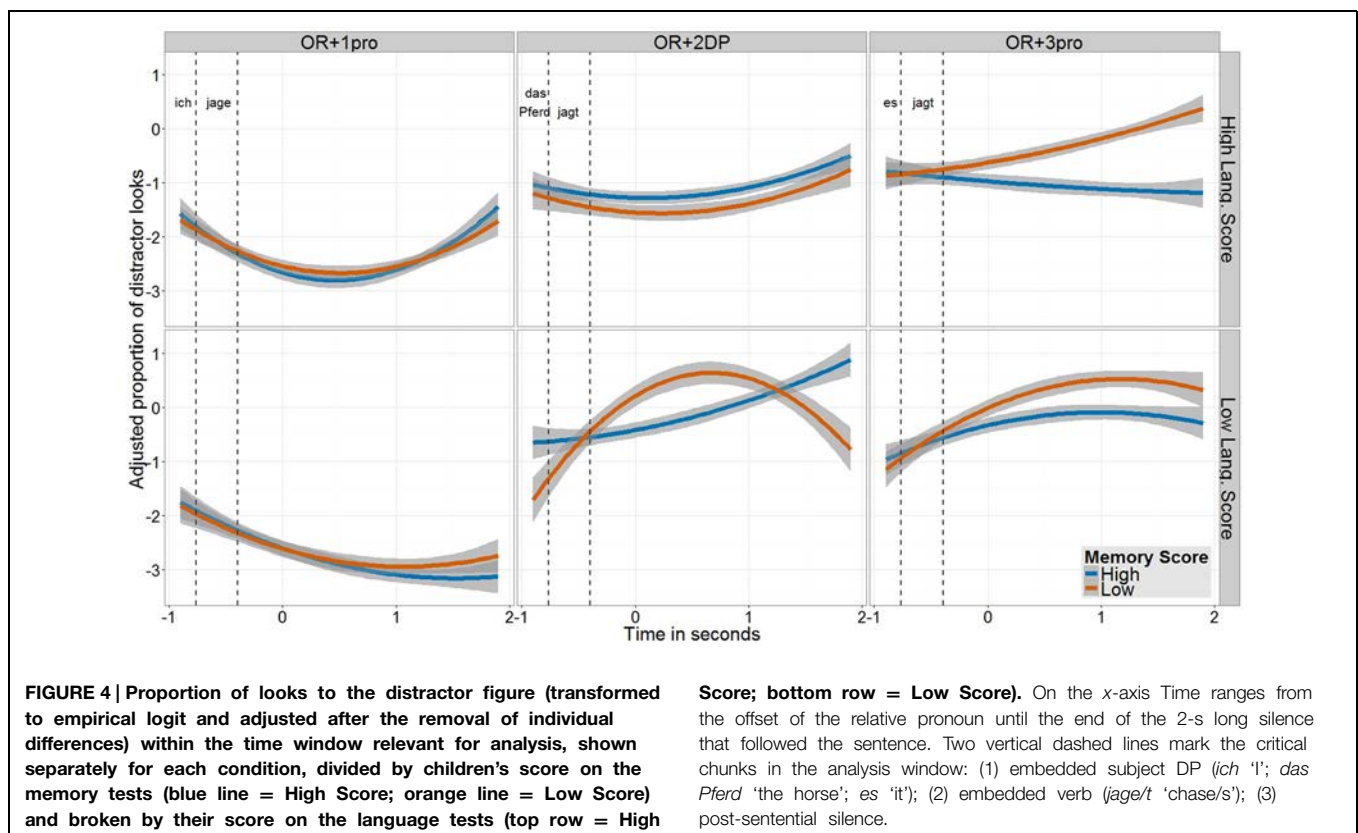 OR+1pro OR+2DP OR+3pro
Adjusted proportion of distractor looks
1
0
-1
-2
-3
ich jage
das
Pferd jagt
es jagt
High Lang. Score
1
0
-1
-2
-3
Low Lang. Score
Memory Score
High
Low
-1 0 1 2 -1 0 1 2 -1 0 1 2
Time in seconds
FIGURE 4 | Proportion of looks to the distractor figure (transformed
to empirical logit and adjusted after the removal of individual
differences) within the time window relevant for analysis, shown
separately for each condition, divided by children’s score on the
memory tests (blue line = High Score; orange line = Low Score)
and broken by their score on the language tests (top row = High
Score; bottom row = Low Score). On the x-axis Time ranges from
the offset of the relative pronoun until the end of the 2-s long silence
that followed the sentence. Two vertical dashed lines mark the critical
chunks in the analysis window: (1) embedded subject DP (ich ‘I’; das
Pferd ‘the horse’; es ‘it’); (2) embedded verb (jage/t ‘chase/s’); (3)
post-sentential silence.